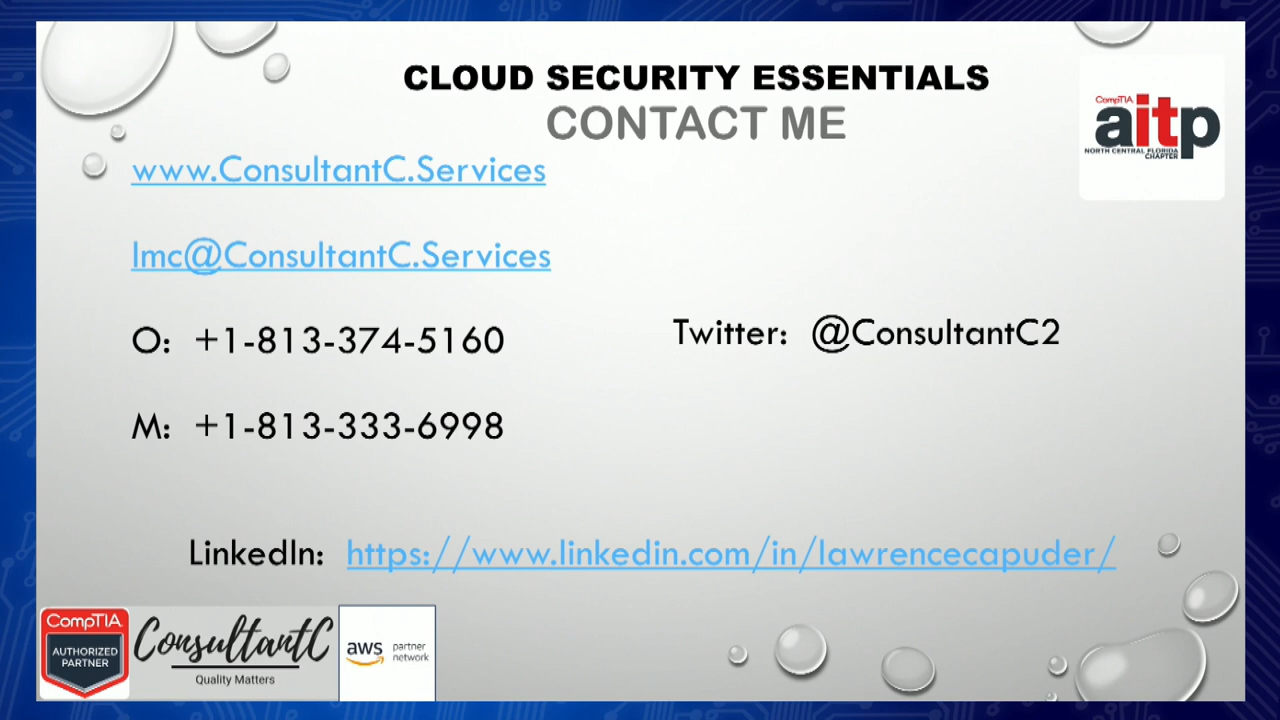 CLOUD SECURITY ESSENTIALS
CONTACT ME
CompTIA
aitp
NORTH CENTRAL FLORIDA
CHAPTER
www.ConsultantC.Services
lmc@ConsultantC.Services
O: +1-813-374-5160
Twitter: @ConsultantC2
M: +1-813-333-6998
LinkedIn: https://www.linkedin.com/in/lawrencecapuder/
CompTIA.
AUTHORIZED
PARTNER
ConsultantC
Quality Matters
aws partner
network